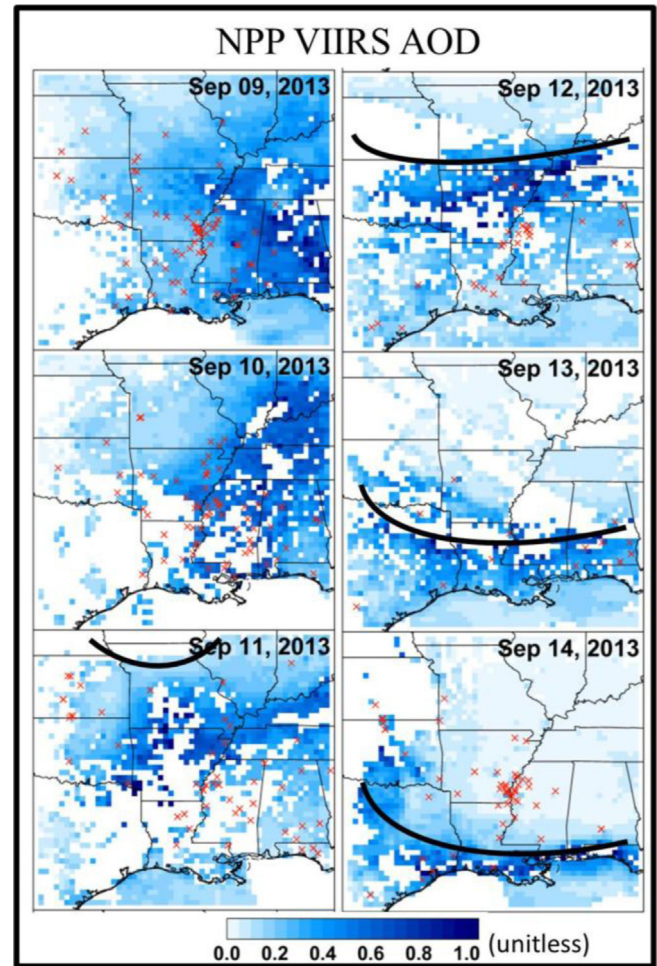 NPP VIIRS AOD
Sep 09, 2013
Sep 12, 2013
Sep 10, 2013
Sep 13, 2013
Sep 11, 2013
Sep 14, 2013
0.0 0.2 0.4 0.6 0.8 1.0 (unitless)